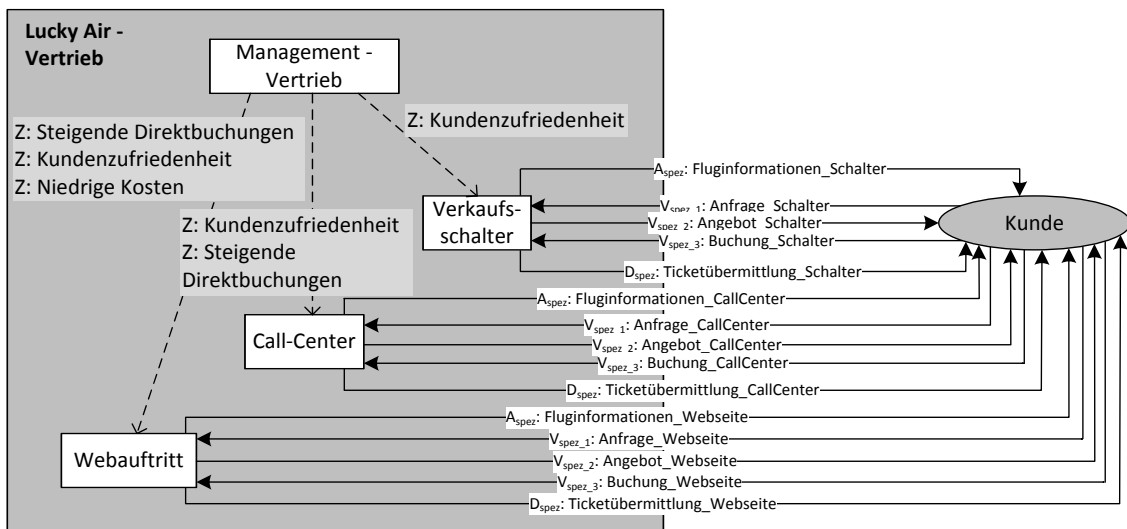 Lucky Air -
Vertrieb
Management -
Vertrieb
Z: Steigende Direktbuchungen
Z: Kundenzufriedenheit
Z: Niedrige Kosten
Z: Kundenzufriedenheit
Z: Kundenzufriedenheit
Z: Steigende
Direktbuchungen
Verkaufs-
schalter
Aspez: Fluginformationen_Schalter
Vspez_1: Anfrage_Schalter
Vspez_2: Angebot_Schalter
Vspez_3: Buchung_Schalter
Dspez: Ticketübermittlung_Schalter
Kunde
Call-Center
Aspez: Fluginformationen_CallCenter
Vspez_1: Anfrage_CallCenter
Vspez_2: Angebot_CallCenter
Vspez_3: Buchung_CallCenter
Dspez: Ticketübermittlung_CallCenter
Webauftritt
Aspez: Fluginformationen_Webseite
Vspez_1: Anfrage_Webseite
Vspez_2: Angebot_Webseite
Vspez_3: Buchung_Webseite
Dspez: Ticketübermittlung_Webseite